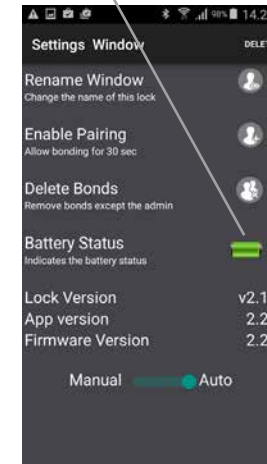 98% 14.2
Settings Window DELE
Rename Window
Change the name of this lock
Enable Pairing
Allow bonding for 30 sec
Delete Bonds
Remove bonds except the admin
Battery Status
Indicates the battery status
Lock Version v2.1
App version 2.2
Firmware Version 2.2
Manual Auto